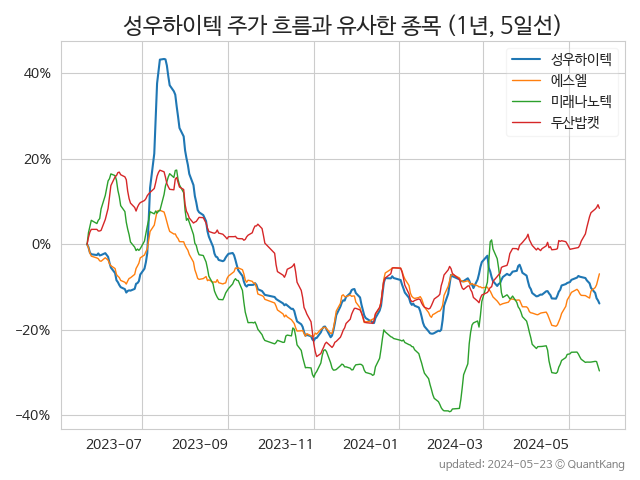 성우하이텍 주가 흐름과 유사한 종목 (1년, 5일선)
성우하이텍
에스엘
미래나노텍
두산밥캣
40%
20%
0%
−20%
−40%
2023-07 2023-09 2023-11 2024-01 2024-03 2024-05
updated: 2024-05-23 © QuantKang